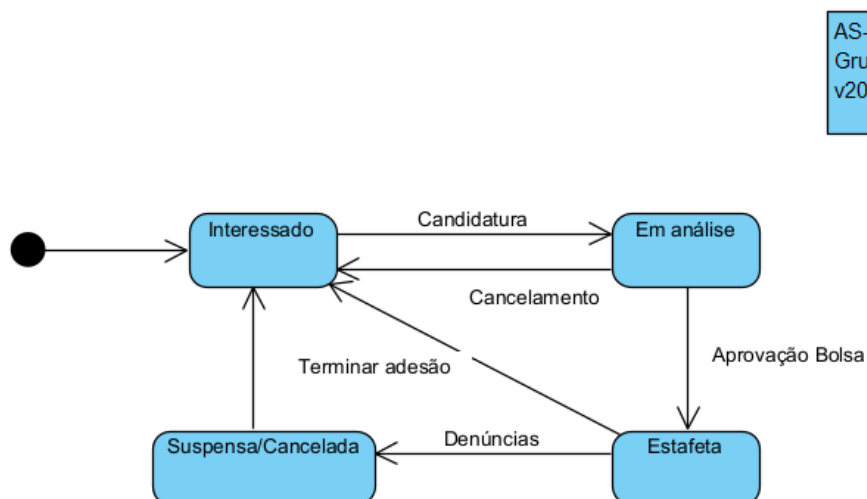 AS-
Gru
v20
Interessado
Candidatura
Em análise
Cancelamento
Terminar adesão
Aprovação Bolsa
Suspensa/Cancelada
Denúncias
Estafeta